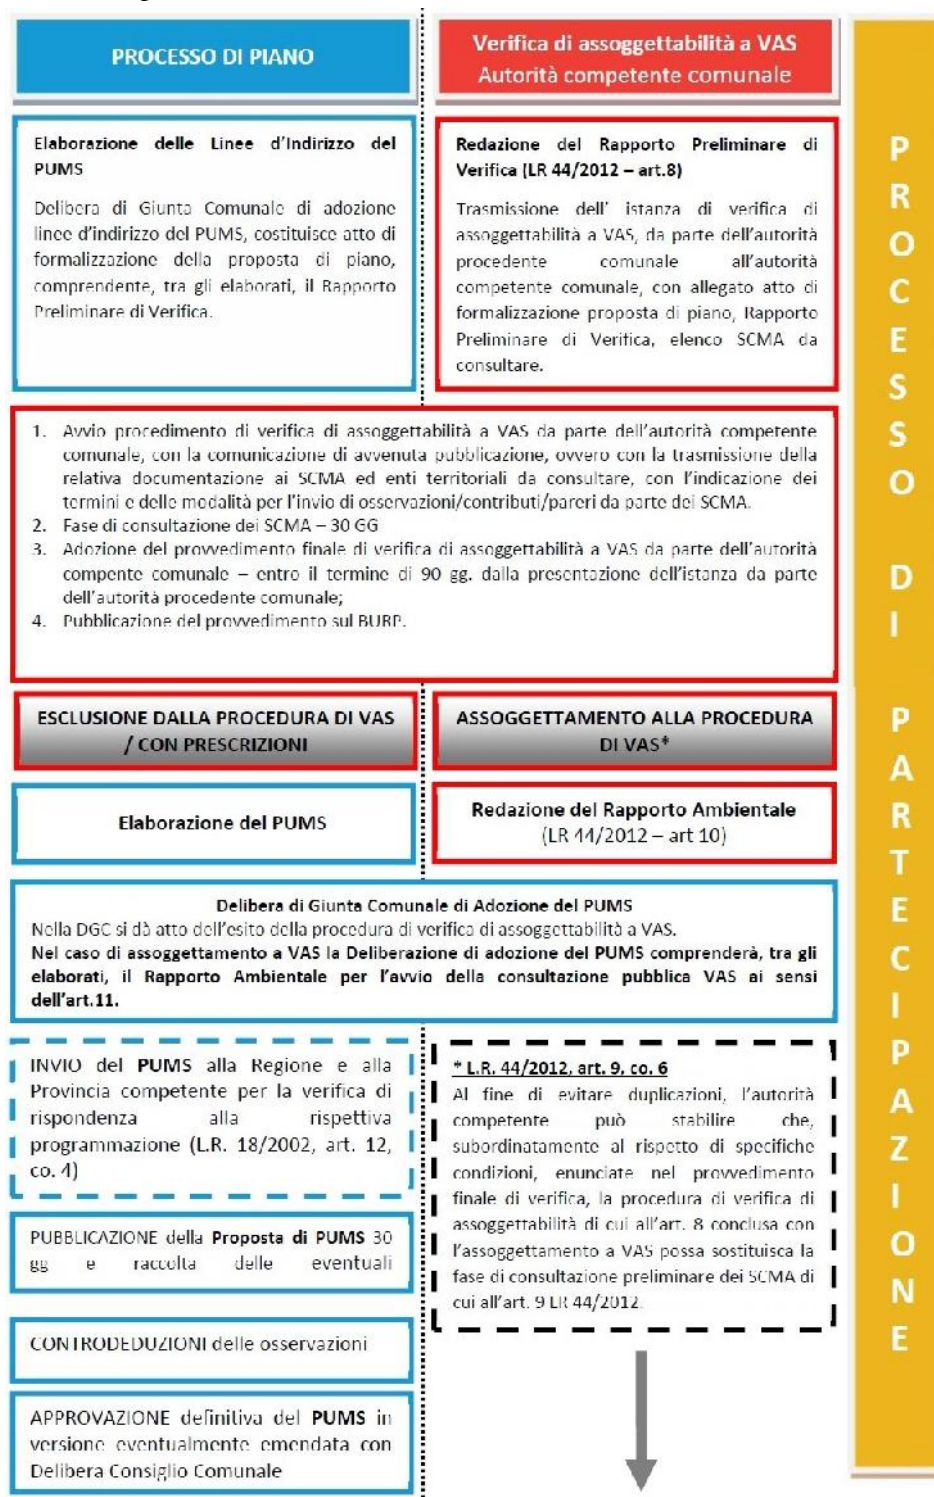 PROCESSO DI PIANO
Verifica di assoggettabilità a VAS
Autorità competente comunale
Elaborazione delle Linee d'Indirizzo del
PUMS
Delibera di Giunta Comunale di adozione
linee d'indirizzo del PUMS, costituisce atto di
formalizzazione della proposta di piano,
comprendente, tra gli elaborati, il Rapporto
Preliminare di Verifica.
Redazione del Rapporto Preliminare di
Verifica (LR 44/2012 – art.8)
Trasmissione dell' istanza di verifica di
assoggettabilità a VAS, da parte dell'autorità
procedente comunale all'autorità
competente comunale, con allegato atto di
formalizzazione proposta di piano, Rapporto
Preliminare di Verifica, elenco SCMA da
consultare.
1. Avvio procedimento di verifica di assoggettabilità a VAS da parte dell'autorità competente
comunale, con la comunicazione di avvenuta pubblicazione, ovvero con la trasmissione della
relativa documentazione ai SCMA ed enti territoriali da consultare, con l'indicazione dei
termini e delle modalità per l'invio di osservazioni/contributi/pareri da parte dei SCMA.
2. Fase di consultazione dei SCMA – 30 GG
3. Adozione del provvedimento finale di verifica di assoggettabilità a VAS da parte dell'autorità
compente comunale – entro il termine di 90 gg. dalla presentazione dell'istanza da parte
dell'autorità procedente comunale;
4. Pubblicazione del provvedimento sul BURP.
ESCLUSIONE DALLA PROCEDURA DI VAS
/ CON PRESCRIZIONI
ASSOGGETTAMENTO ALLA PROCEDURA
DI VAS*
Elaborazione del PUMS
Redazione del Rapporto Ambientale
(LR 44/2012 – art 10)
Delibera di Giunta Comunale di Adozione del PUMS
Nella DGC si dà atto dell'esito della procedura di verifica di assoggettabilità a VAS.
Nel caso di assoggettamento a VAS la Deliberazione di adozione del PUMS comprenderà, tra gli
elaborati, il Rapporto Ambientale per l'avvio della consultazione pubblica VAS ai sensi
dell'art.11.
INVIO del PUMS alla Regione e alla
Provincia competente per la verifica di
rispondenza alla rispettiva
programmazione (L.R. 18/2002, art. 12,
co. 4)
PUBBLICAZIONE della Proposta di PUMS 30
gg e raccolta delle eventuali
CONTRODEDUZIONI delle osservazioni
APPROVAZIONE definitiva del PUMS in
versione eventualmente emendata con
Delibera Consiglio Comunale
* L.R. 44/2012, art. 9, co. 6
Al fine di evitare duplicazioni, l'autorità
competente può stabilire che,
subordinatamente al rispetto di specifiche
condizioni, enunciate nel provvedimento
finale di verifica, la procedura di verifica di
assoggettabilità di cui all'art. 8 conclusa con
l'assoggettamento a VAS possa sostituisca la
fase di consultazione preliminare dei SCMA di
cui all'art. 9 LR 44/2012.
PROCESSO DI PARTECIPAZIONE